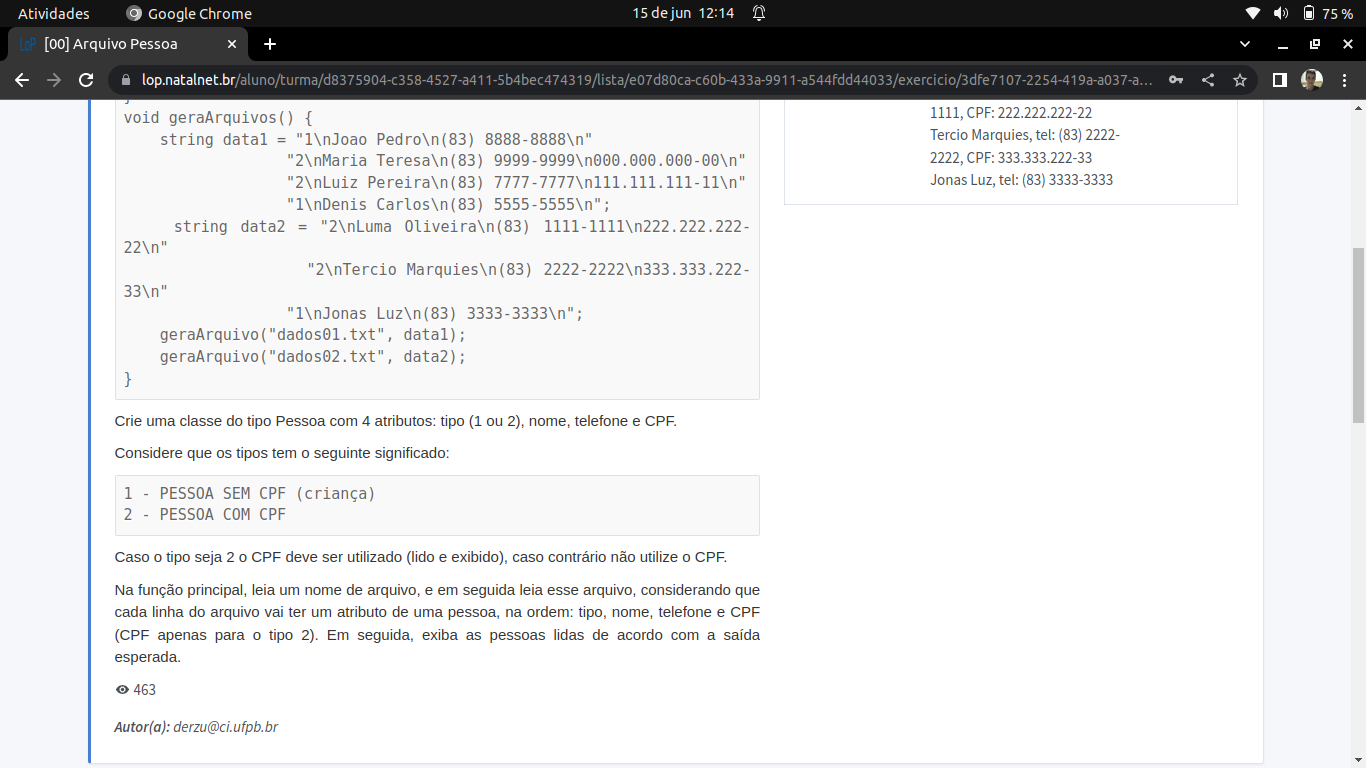 Atividades
Google Chrome
15 de jun 12:14
75 %
[00] Arquivo Pessoa
lop.natalnet.br/aluno/turma/d8375904-c358-4527-a411-5b4bec474319/lista/e07d80ca-c60b-433a-9911-a544fdd44033/exercicio/3dfe7107-2254-419a-a037-a…
}
void geraArquivos() {
string data1 = "1\nJoao Pedro\n(83) 8888-8888\n"
"2\nMaria Teresa\n(83) 9999-9999\n000.000.000-00\n"
"2\nLuiz Pereira\n(83) 7777-7777\n111.111.111-11\n"
"1\nDenis Carlos\n(83) 5555-5555\n";
string data2 = "2\nLuma Oliveira\n(83) 1111-1111\n222.222.222-
22\n"
"2\nTercio Marquies\n(83) 2222-2222\n333.333.222-
33\n"
"1\nJonas Luz\n(83) 3333-3333\n";
geraArquivo("dados01.txt", data1);
geraArquivo("dados02.txt", data2);
}
Crie uma classe do tipo Pessoa com 4 atributos: tipo (1 ou 2), nome, telefone e CPF.
Considere que os tipos tem o seguinte significado:
1 - PESSOA SEM CPF (criança)
2 - PESSOA COM CPF
Caso o tipo seja 2 o CPF deve ser utilizado (lido e exibido), caso contrário não utilize o CPF.
Na função principal, leia um nome de arquivo, e em seguida leia esse arquivo, considerando que
cada linha do arquivo vai ter um atributo de uma pessoa, na ordem: tipo, nome, telefone e CPF
(CPF apenas para o tipo 2). Em seguida, exiba as pessoas lidas de acordo com a saída
esperada.
463
Autor(a): derzu@ci.ufpb.br
1111, CPF: 222.222.222-22
Tercio Marquies, tel: (83) 2222-
2222, CPF: 333.333.222-33
Jonas Luz, tel: (83) 3333-3333